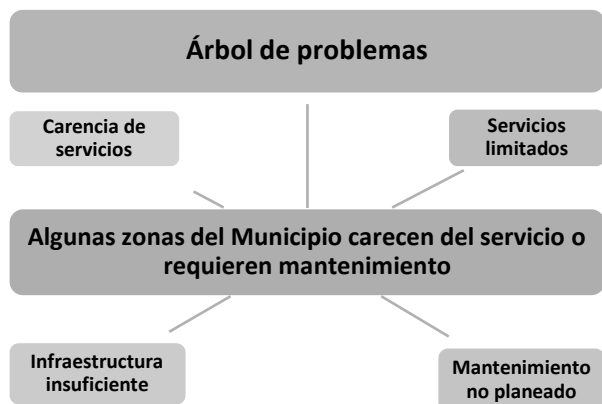 Árbol de problemas
Carencia de
servicios
Servicios
limitados
Algunas zonas del Municipio carecen del servicio o
requieren mantenimiento
Infraestructura
insuficiente
Mantenimiento
no planeado